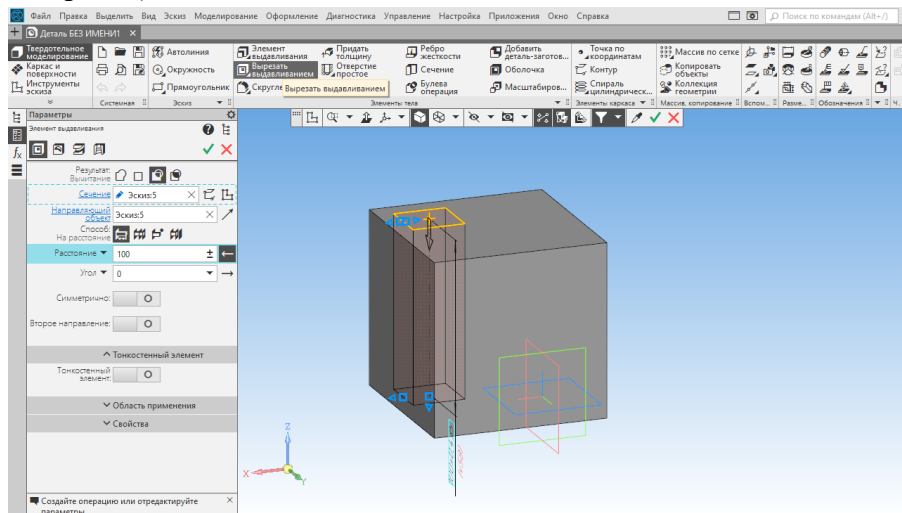 Файл Правка Выделить Вид Эскиз Моделирование Оформление Диагностика Управление Настройка Приложения Окно Справка
Поиск по командам (Alt+/)
Деталь БЕЗ ИМЕНИ1 ×
Твердотельное моделирование
Каркас и поверхности
Инструменты эскиза
Системная
Автолиния
Окружность
Прямоугольник
Эскиз
Элемент выдавливания
Вырезать выдавливанием
Скругле
Придать толщину
Отверстие простое
Ребро жесткости
Сечение
Булева операция
Добавить деталь-заготов...
Оболочка
Масштабиров...
Элементы тела
Точка по координатам
Контур
Спираль цилиндрическ...
Элементы каркаса
Массив по сетке
Копировать объекты
Коллекция геометрии
Массив, копирование
Вспом...
Разме...
Обозначения
Ч.
Вырезать выдавливанием
Параметры
Элемент выдавливания
Результат:
Вычитание
Сечение Эскиз:5
Направляющий объект Эскиз:5
Способ:
На расстояние
Расстояние 100
Угол 0
Симметрично:
Второе направление:
Тонкостенный элемент
Тонкостенный элемент:
Область применения
Свойства
Создайте операцию или отредактируйте
параметры
Z
X
Y